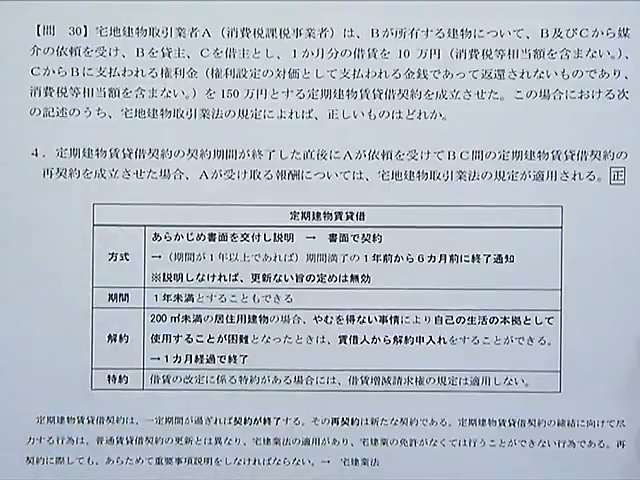 【問 30】宅地建物取引業者A(消費税課税事業者)は、Bが所有する建物について、B及びCから媒
介の依頼を受け、Bを貸主、Cを借主とし、1か月分の借賃を 10 万円(消費税等相当額を含まない。)、
CからBに支払われる権利金(権利設定の対価として支払われる金銭であって返還されないものであり、
消費税等相当額を含まない。)を 150 万円とする定期建物賃貸借契約を成立させた。この場合における次
の記述のうち、宅地建物取引業法の規定によれば、正しいものはどれか。
4.定期建物賃貸借契約の契約期間が終了した直後にAが依頼を受けてBC間の定期建物賃貸借契約の
再契約を成立させた場合、Aが受け取る報酬については、宅地建物取引業法の規定が適用される。正
定期建物賃貸借
方式
あらかじめ書面を交付し説明 → 書面で契約
→(期間が1年以上であれば)期間満了の1年前から6カ月前に終了通知
※説明しなければ、更新ない旨の定めは無効
期間
1年未満とすることもできる
解約
200 ㎡未満の居住用建物の場合、やむを得ない事情により自己の生活の本拠として
使用することが困難となったときは、賃借人から解約申入れをすることができる。
→1カ月経過で終了
特約
借賃の改定に係る特約がある場合には、借賃増減請求権の規定は適用しない。
定期建物賃貸借契約は、一定期間が過ぎれば契約が終了する。その再契約は新たな契約である。定期建物賃貸借契約の締結に向けて尽
力する行為は、普通賃貸借契約の更新とは異なり、宅建業法の適用があり、宅建業の免許がなくては行うことができない行為である。再
契約に際しても、あらためて重要事項説明をしなければならない。→ 宅建業法